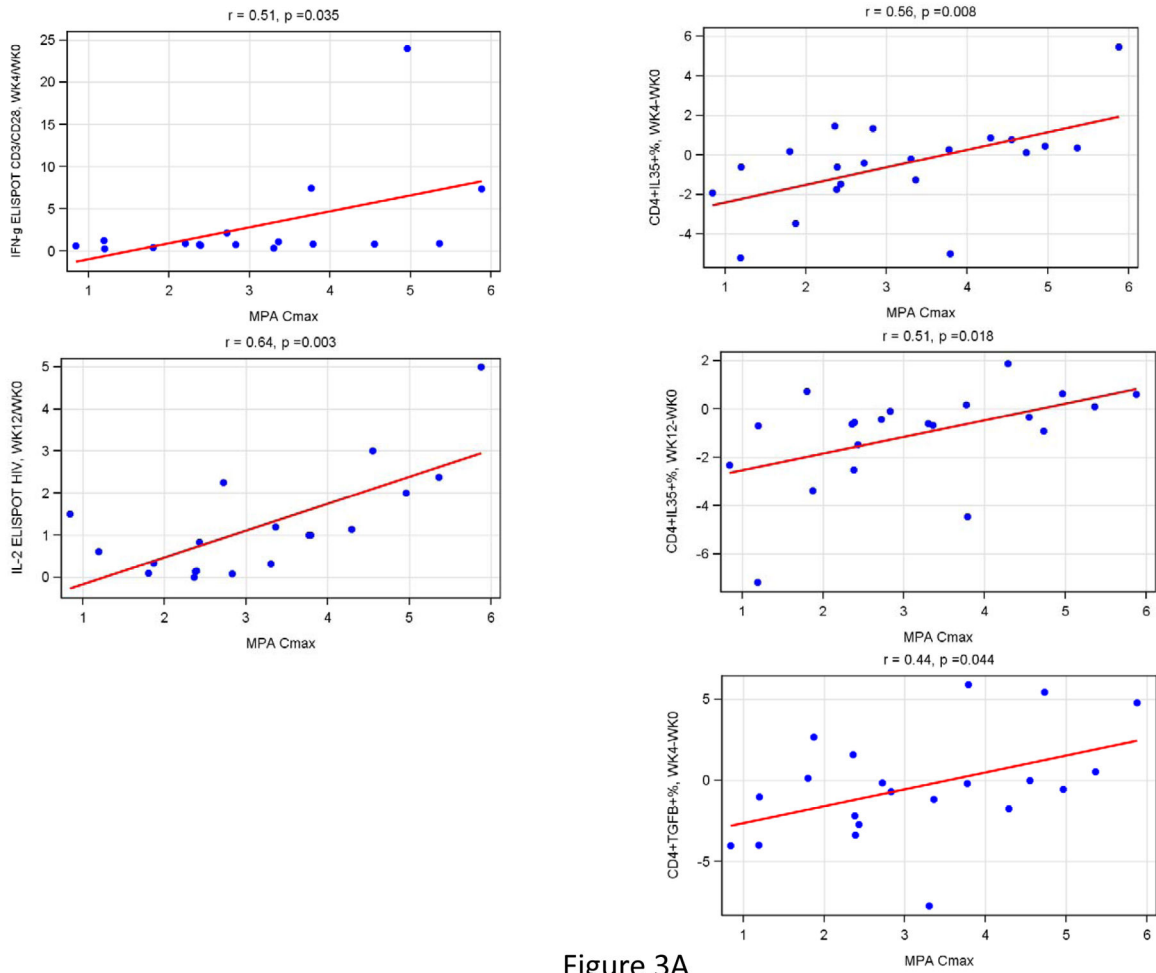 r = 0.51, p =0.035
IFN-g ELISPOT CD3/CD28, WK4/WK0
25
20
15
10
5
0
1 2 3 4 5 6
MPA Cmax
r = 0.64, p =0.003
IL-2 ELISPOT HIV, WK12/WK0
5
4
3
2
1
0
1 2 3 4 5 6
MPA Cmax
r = 0.56, p =0.008
CD4+IL35+%, WK4-WK0
6
4
2
0
-2
-4
1 2 3 4 5 6
MPA Cmax
r = 0.51, p =0.018
CD4+IL35+%, WK12-WK0
2
0
-2
-4
-6
1 2 3 4 5 6
MPA Cmax
r = 0.44, p =0.044
CD4+TGFB+%, WK4-WK0
5
0
-5
1 2 3 4 5 6
MPA Cmax
Figure 3A